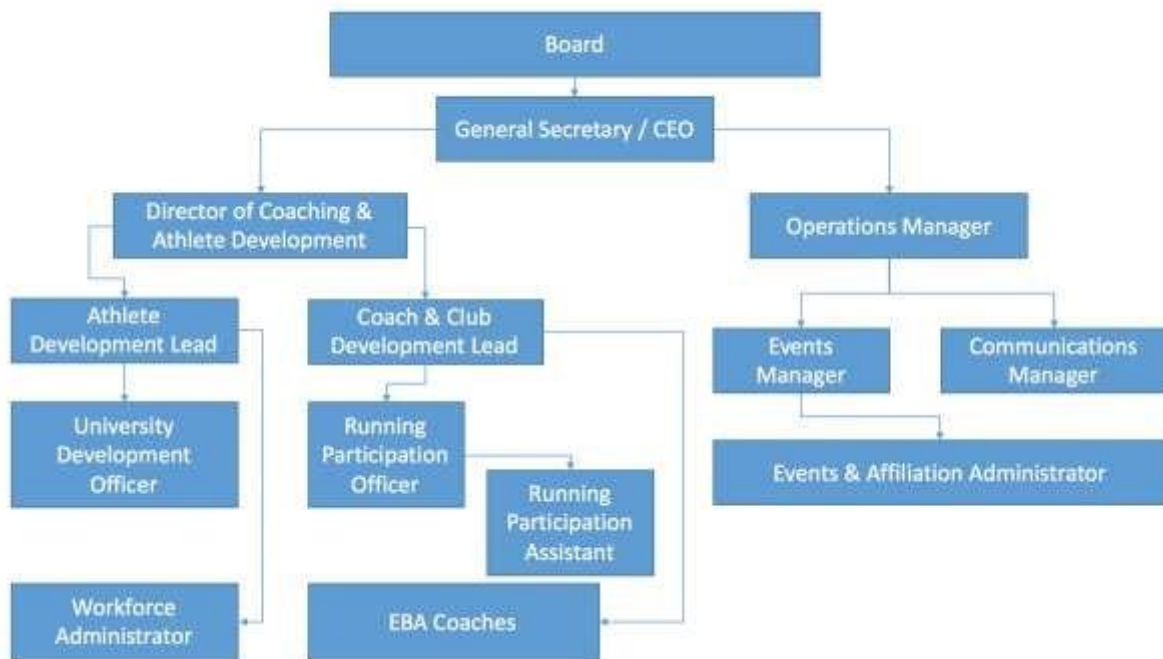 Board
General Secretary / CEO
Director of Coaching &
Athlete Development
Operations Manager
Athlete
Development Lead
Coach & Club
Development Lead
Events
Manager
Communications
Manager
University
Development
Officer
Running
Participation
Officer
Events & Affiliation Administrator
Running
Participation
Assistant
Workforce
Administrator
EBA Coaches